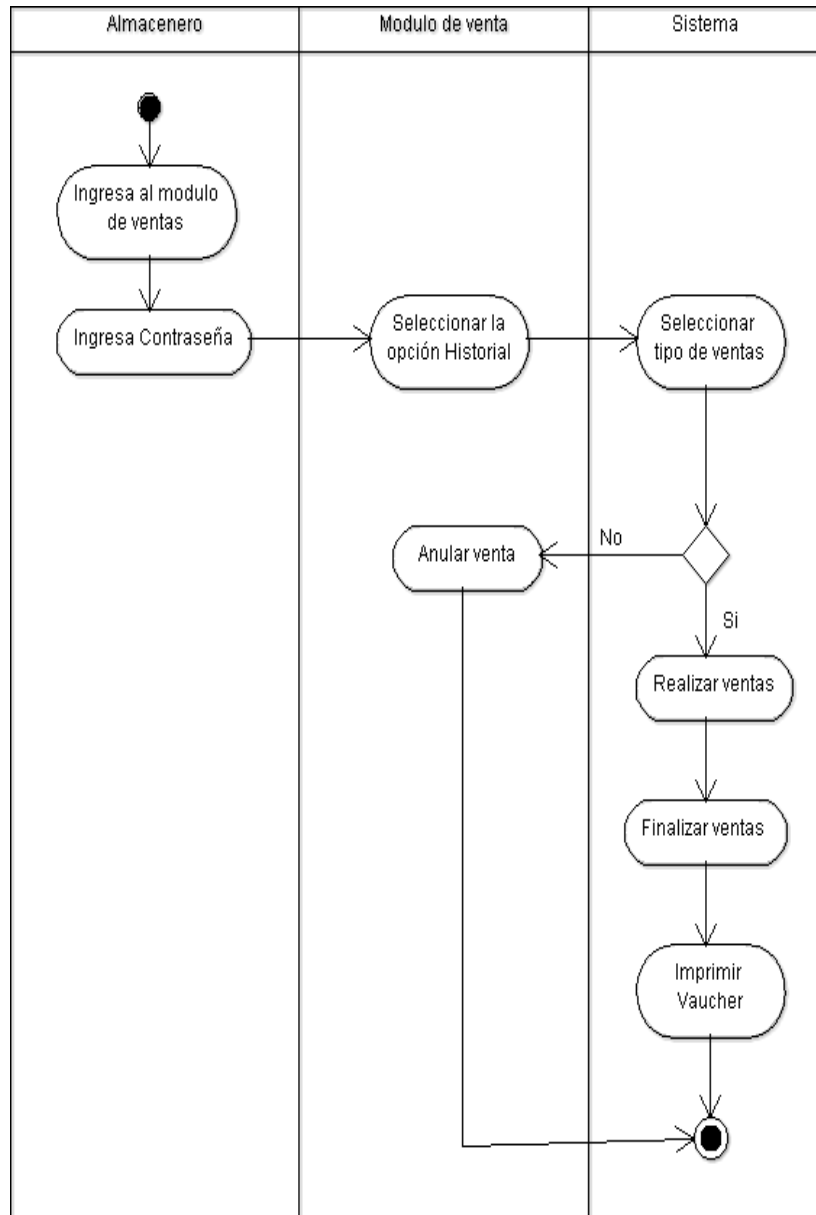 Almacenero
Modulo de venta
Sistema
Ingresa al modulo
de ventas
Ingresa Contraseña
Seleccionar la
opción Historial
Seleccionar
tipo de ventas
No
Anular venta
Si
Realizar ventas
Finalizar ventas
Imprimir
Vaucher